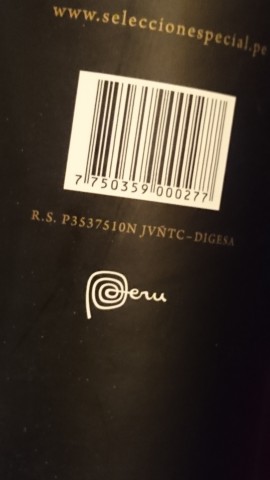 www.seleccionespecial.pe
7 750359 000277
R.S. P3537510N JVÑTC-DIGESA
Peru